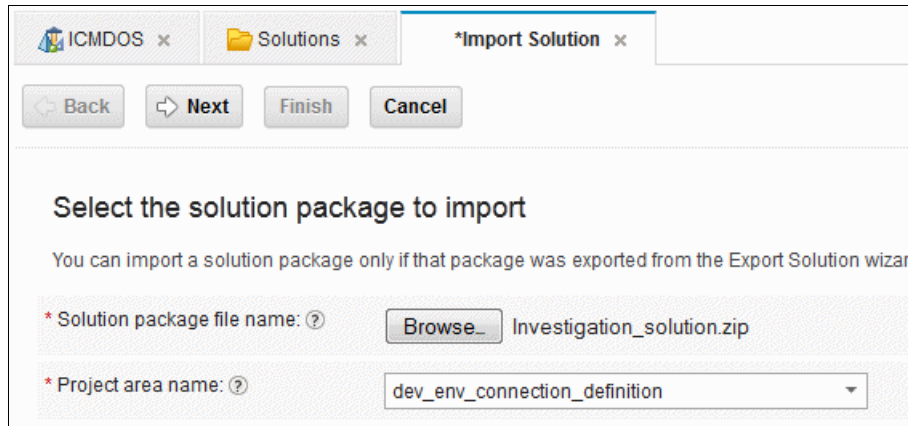 ICMDOS × Solutions × *Import Solution ×
Back Next Finish Cancel
Select the solution package to import
You can import a solution package only if that package was exported from the Export Solution wizar
* Solution package file name: ? Browse... Investigation_solution.zip
* Project area name: ? dev_env_connection_definition